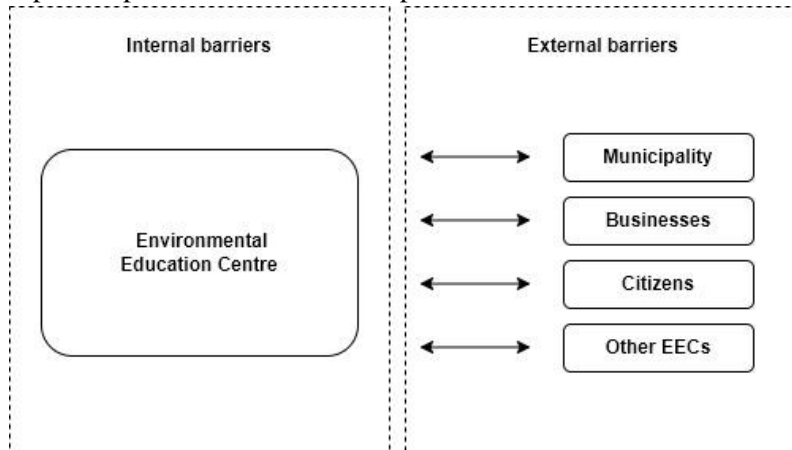 Internal barriers
External barriers
Environmental
Education Centre
Municipality
Businesses
Citizens
Other EECs